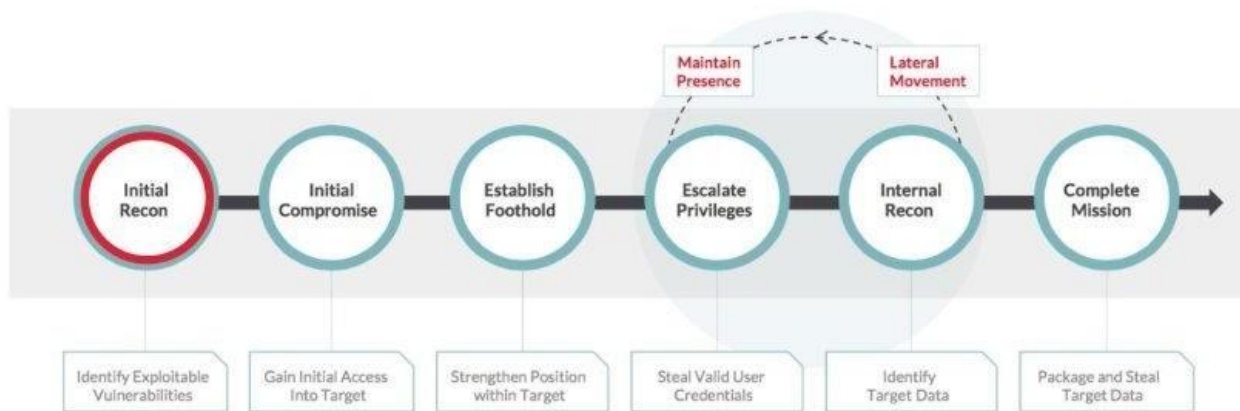 Maintain
Presence
Lateral
Movement
Initial
Recon
Initial
Compromise
Establish
Foothold
Escalate
Privileges
Internal
Recon
Complete
Mission
Identify Exploitable
Vulnerabilities
Gain Initial Access
Into Target
Strengthen Position
within Target
Steal Valid User
Credentials
Identify
Target Data
Package and Steal
Target Data